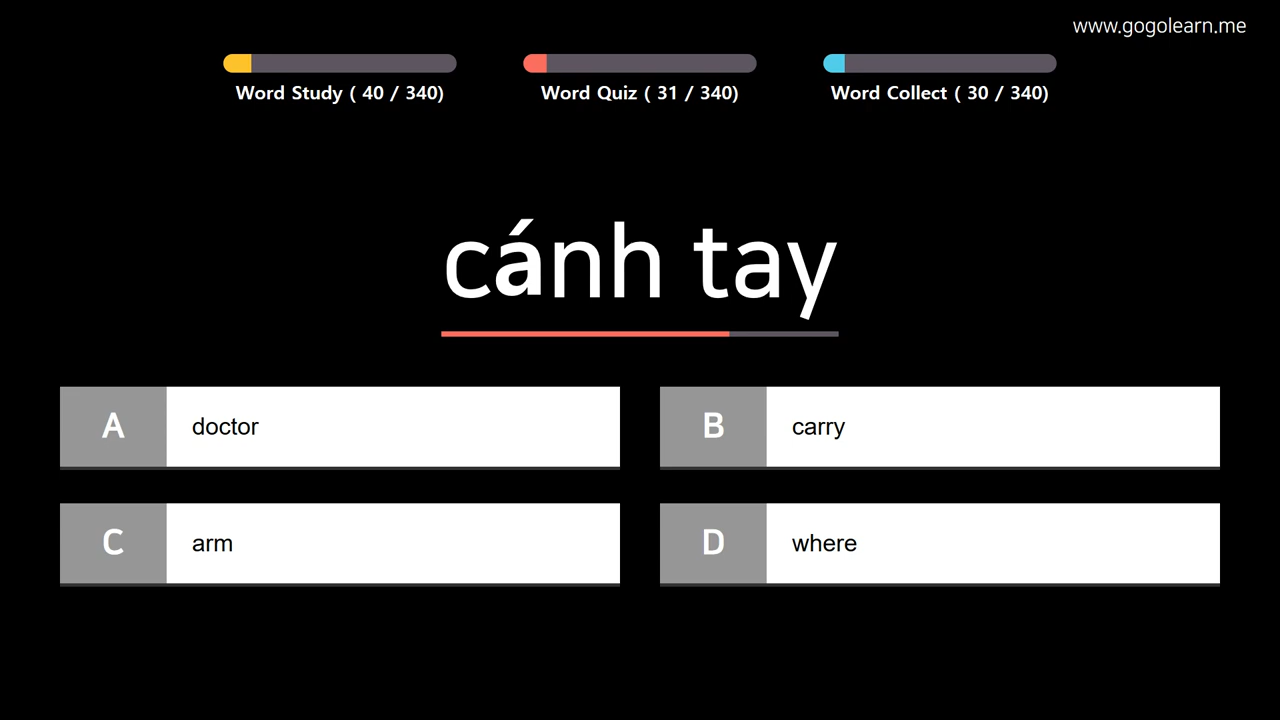 www.gogolearn.me
Word Study ( 40 / 340)
Word Quiz ( 31 / 340)
Word Collect ( 30 / 340)
cánh tay
A doctor
B carry
C arm
D where